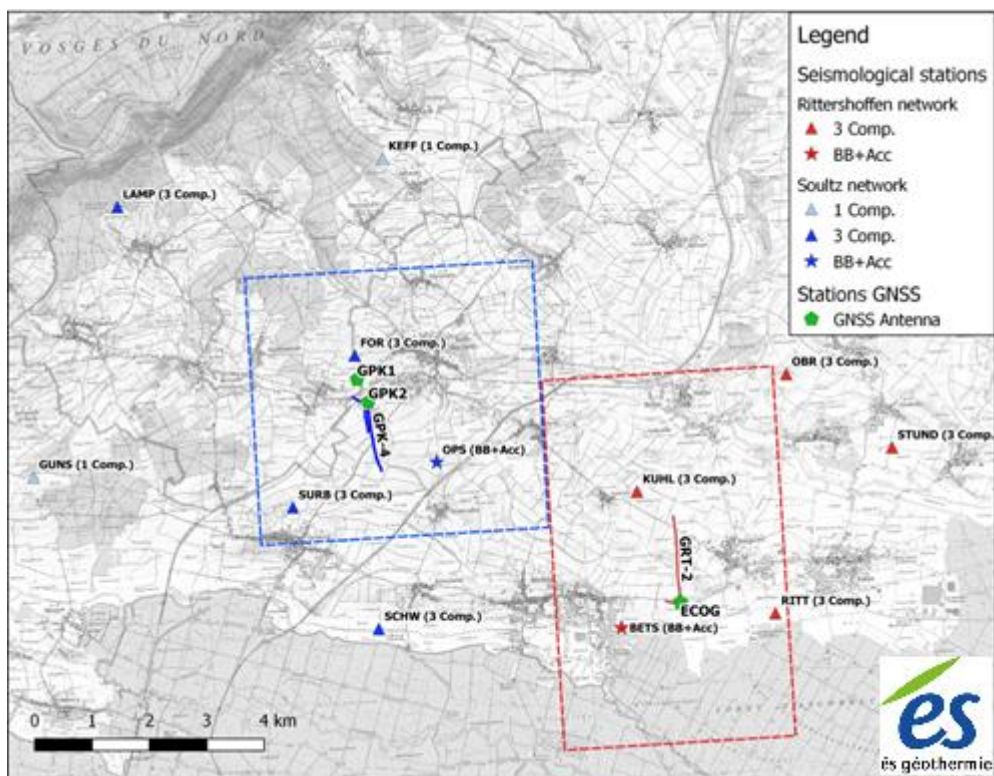 VOSGES DU NORD
KEFF (1 Comp.)
LAMP (3 Comp.)
FOR (3 Comp.)
GPK1
GPK2
GPK-4
OPS (BB+Acc)
GUNS (1 Comp.)
SURB (3 Comp.)
SCHW (3 Comp.)
OBR (3 Comp.)
STUND (3 Comp.)
KUHL (3 Comp.)
GRT-2
ECOG
RITT (3 Comp.)
BETS (BB+Acc)
0 1 2 3 4 km
Legend
Seismological stations
Rittershoffen network
3 Comp.
BB+Acc
Soultz network
1 Comp.
3 Comp.
BB+Acc
Stations GNSS
GNSS Antenna
és
és géothermie